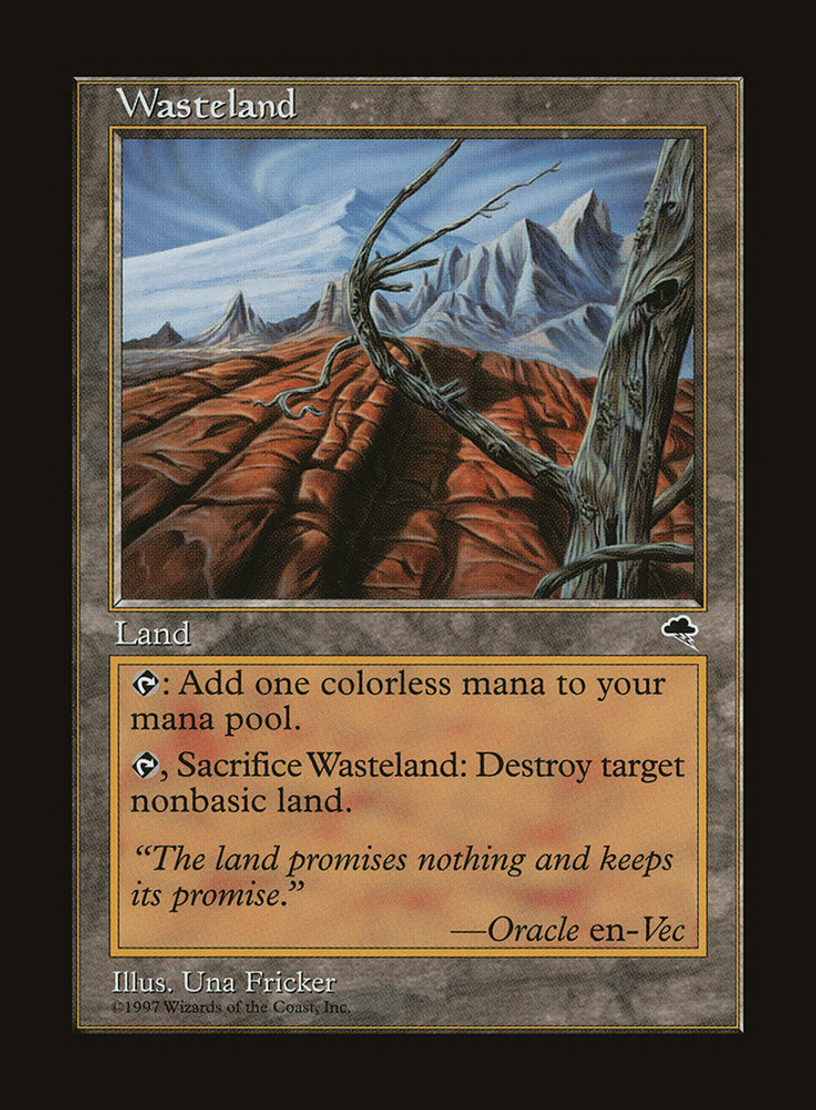 Wasteland
Land
: Add one colorless mana to your
mana pool.
, Sacrifice Wasteland: Destroy target
nonbasic land.
“The land promises nothing and keeps
its promise.”
—Oracle en-Vec
Illus. Una Fricker
©1997 Wizards of the Coast, Inc.